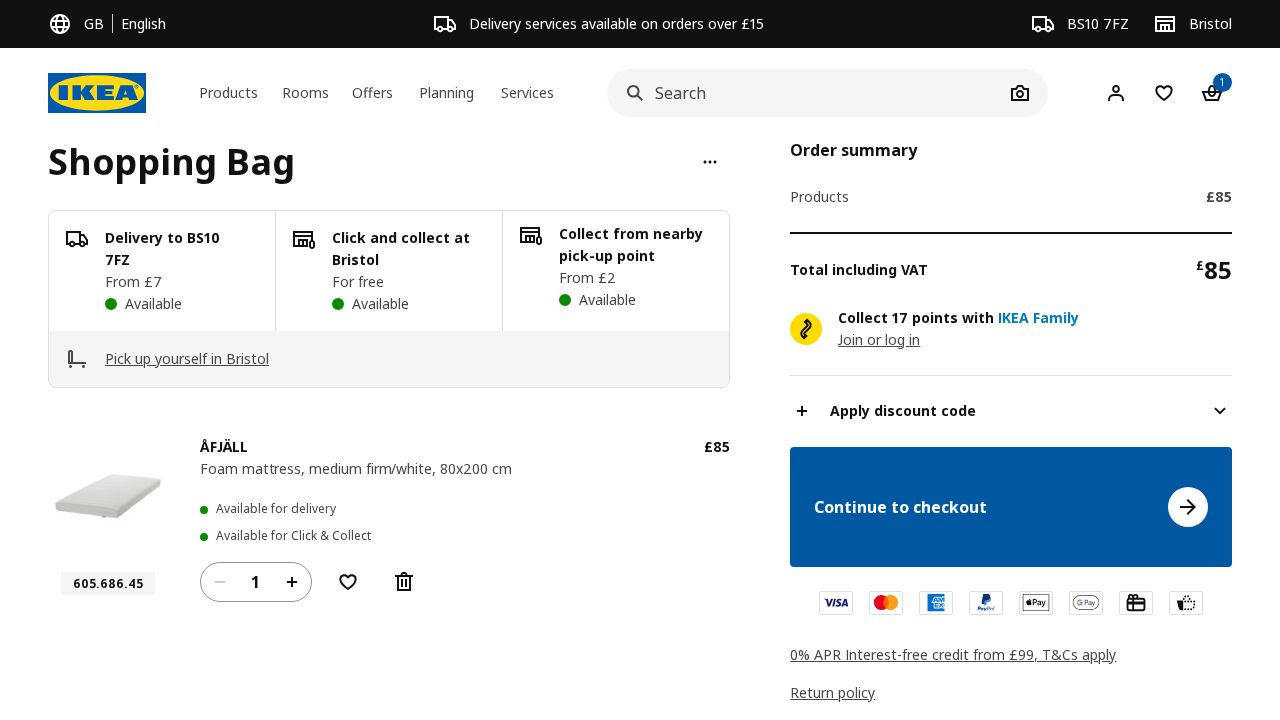 GB English
Delivery services available on orders over £15
BS10 7FZ
Bristol
IKEA
Products
Rooms
Offers
Planning
Services
Search
1
Shopping Bag
Delivery to BS10
7FZ
From £7
Available
Click and collect at
Bristol
For free
Available
Collect from nearby
pick-up point
From £2
Available
Pick up yourself in Bristol
ÅFJÄLL
£85
Foam mattress, medium firm/white, 80x200 cm
Available for delivery
Available for Click & Collect
605.686.45
1
Order summary
Products
£85
Total including VAT
£85
Collect 17 points with IKEA Family
Join or log in
Apply discount code
Continue to checkout
VISA
AMEX
PayPal
Pay
G Pay
0% APR Interest-free credit from £99, T&Cs apply
Return policy